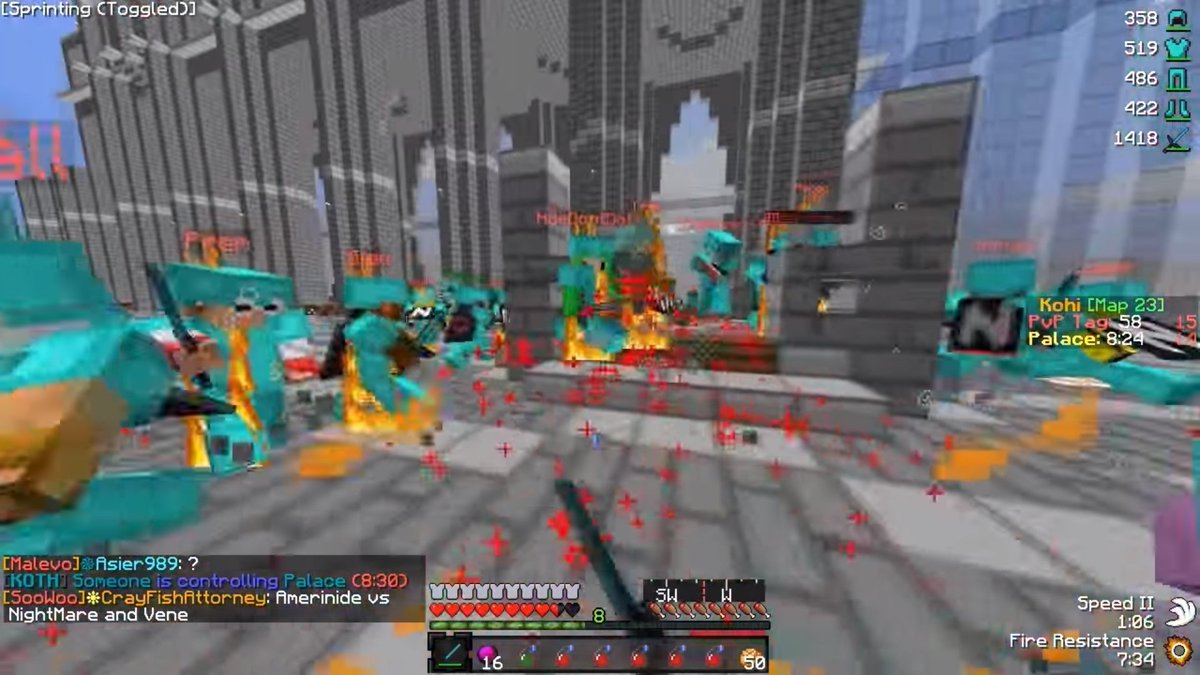 [Sprinting (Toggled)]
358
519
486
422
1418
Kohi [Map 23]
PvP Tag: 58
Palace: 8:24
15
[Malevo]❄Asier989: ?
[KOTH] Someone is controlling Palace (8:30)
[SooWoo]☀CrayFishAttorney: Amerinide vs
NightMare and Vene
SW
W
8
16
50
Speed II
1:06
Fire Resistance
7:34